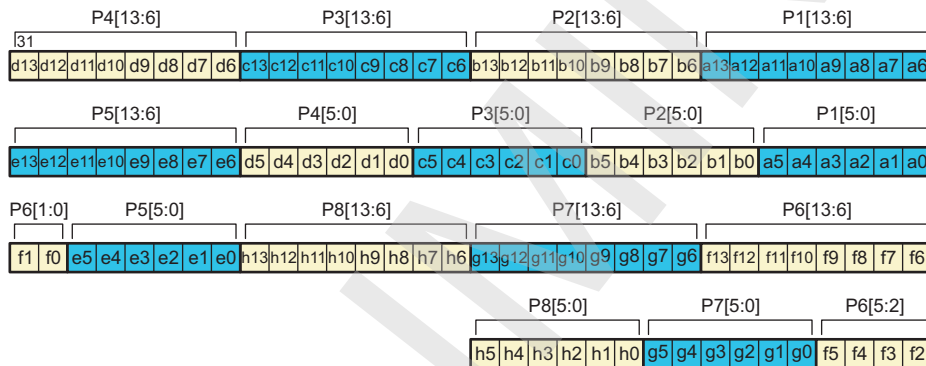 P4[13:6] P3[13:6] P2[13:6] P1[13:6]
31
d13 d12 d11 d10 d9 d8 d7 d6 c13 c12 c11 c10 c9 c8 c7 c6 b13 b12 b11 b10 b9 b8 b7 b6 a13 a12 a11 a10 a9 a8 a7 a6
P5[13:6] P4[5:0] P3[5:0] P2[5:0] P1[5:0]
e13 e12 e11 e10 e9 e8 e7 e6 d5 d4 d3 d2 d1 d0 c5 c4 c3 c2 c1 c0 b5 b4 b3 b2 b1 b0 a5 a4 a3 a2 a1 a0
P6[1:0] P5[5:0] P8[13:6] P7[13:6] P6[13:6]
f1 f0 e5 e4 e3 e2 e1 e0 h13 h12 h11 h10 h9 h8 h7 h6 g13 g12 g11 g10 g9 g8 g7 g6 f13 f12 f11 f10 f9 f8 f7 f6
P8[5:0] P7[5:0] P6[5:2]
h5 h4 h3 h2 h1 h0 g5 g4 g3 g2 g1 g0 f5 f4 f3 f2